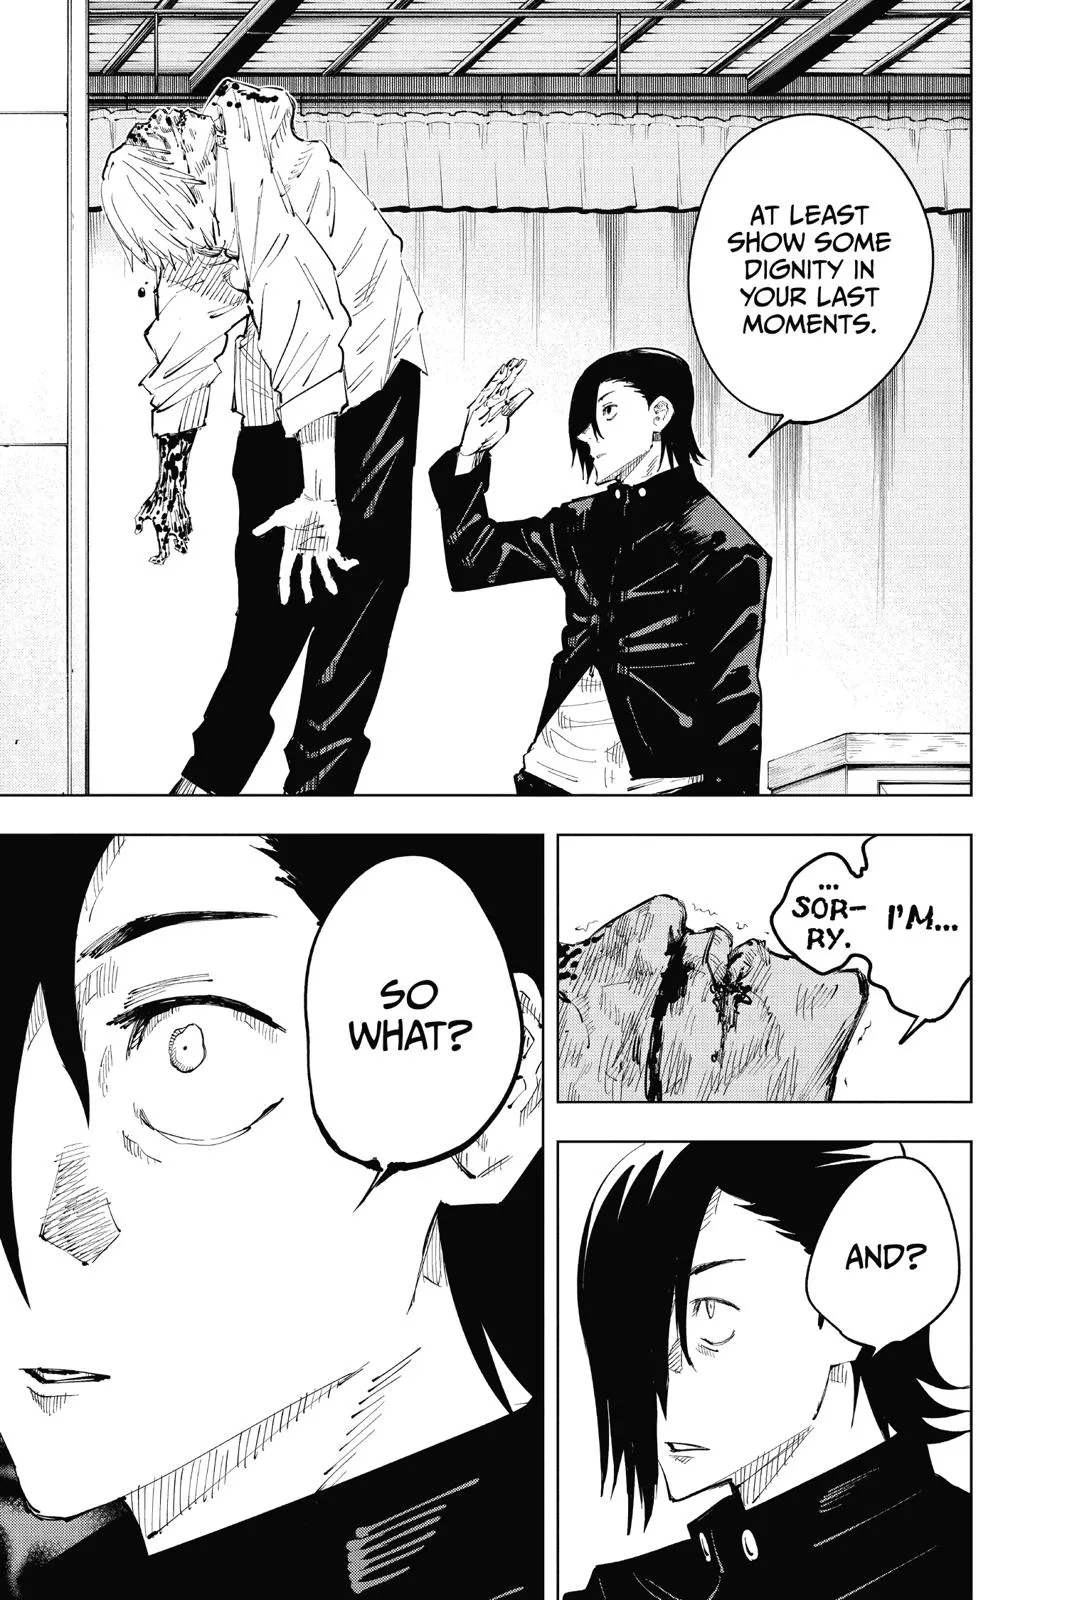 AT LEAST
SHOW SOME
DIGNITY IN
YOUR LAST
MOMENTS.
I'M...
...
SOR-
RY.
AND?
SO
WHAT?